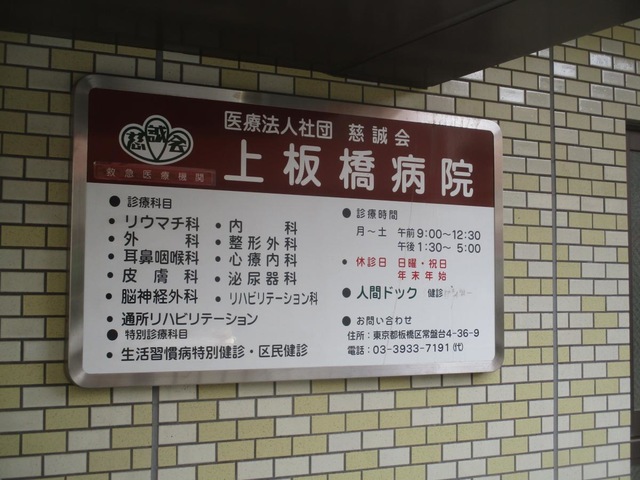 医療法人社団 慈誠会
慈誠会
救急医療機関
上板橋病院
● 診療科目
・リウマチ科 ・内科
・外科 ・整形外科
・耳鼻咽喉科 ・心療内科
・皮膚科 ・泌尿器科
・脳神経外科 ・リハビリテーション科
・通所リハビリテーション
● 特別診療科目
・生活習慣病特別健診・区民健診
● 診療時間
月〜土 午前 9:00〜12:30
午後 1:30〜 5:00
・休診日 日曜・祝日
年末年始
● 人間ドック 健診
● お問い合わせ
住所：東京都板橋区常盤台4-36-9
電話：03-3933-7191 (代)